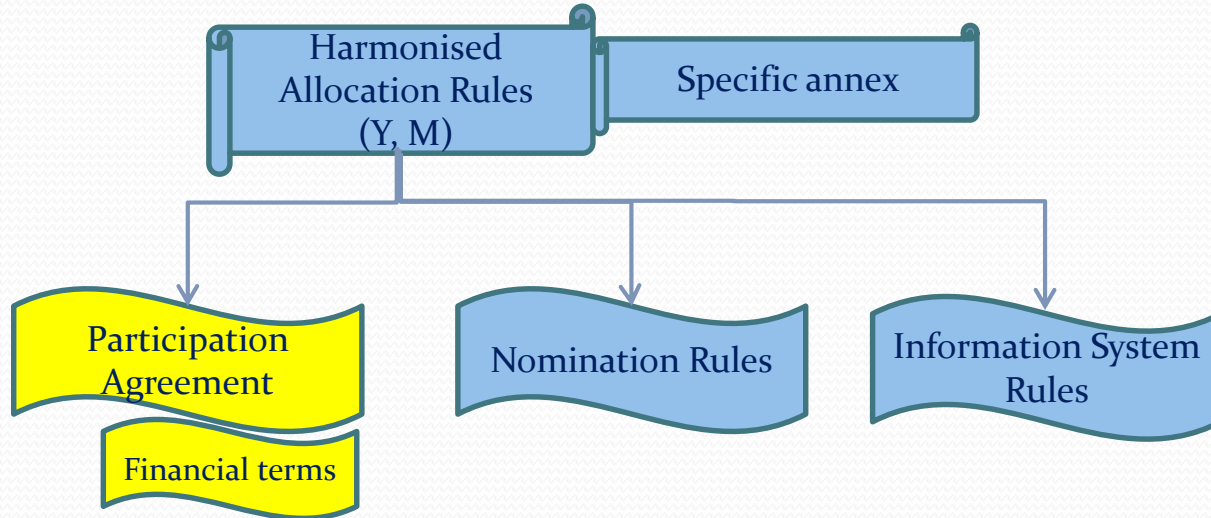 Harmonised
Allocation Rules
(Y, M)
Specific annex
Participation
Agreement
Nomination Rules
Information System
Rules
Financial terms